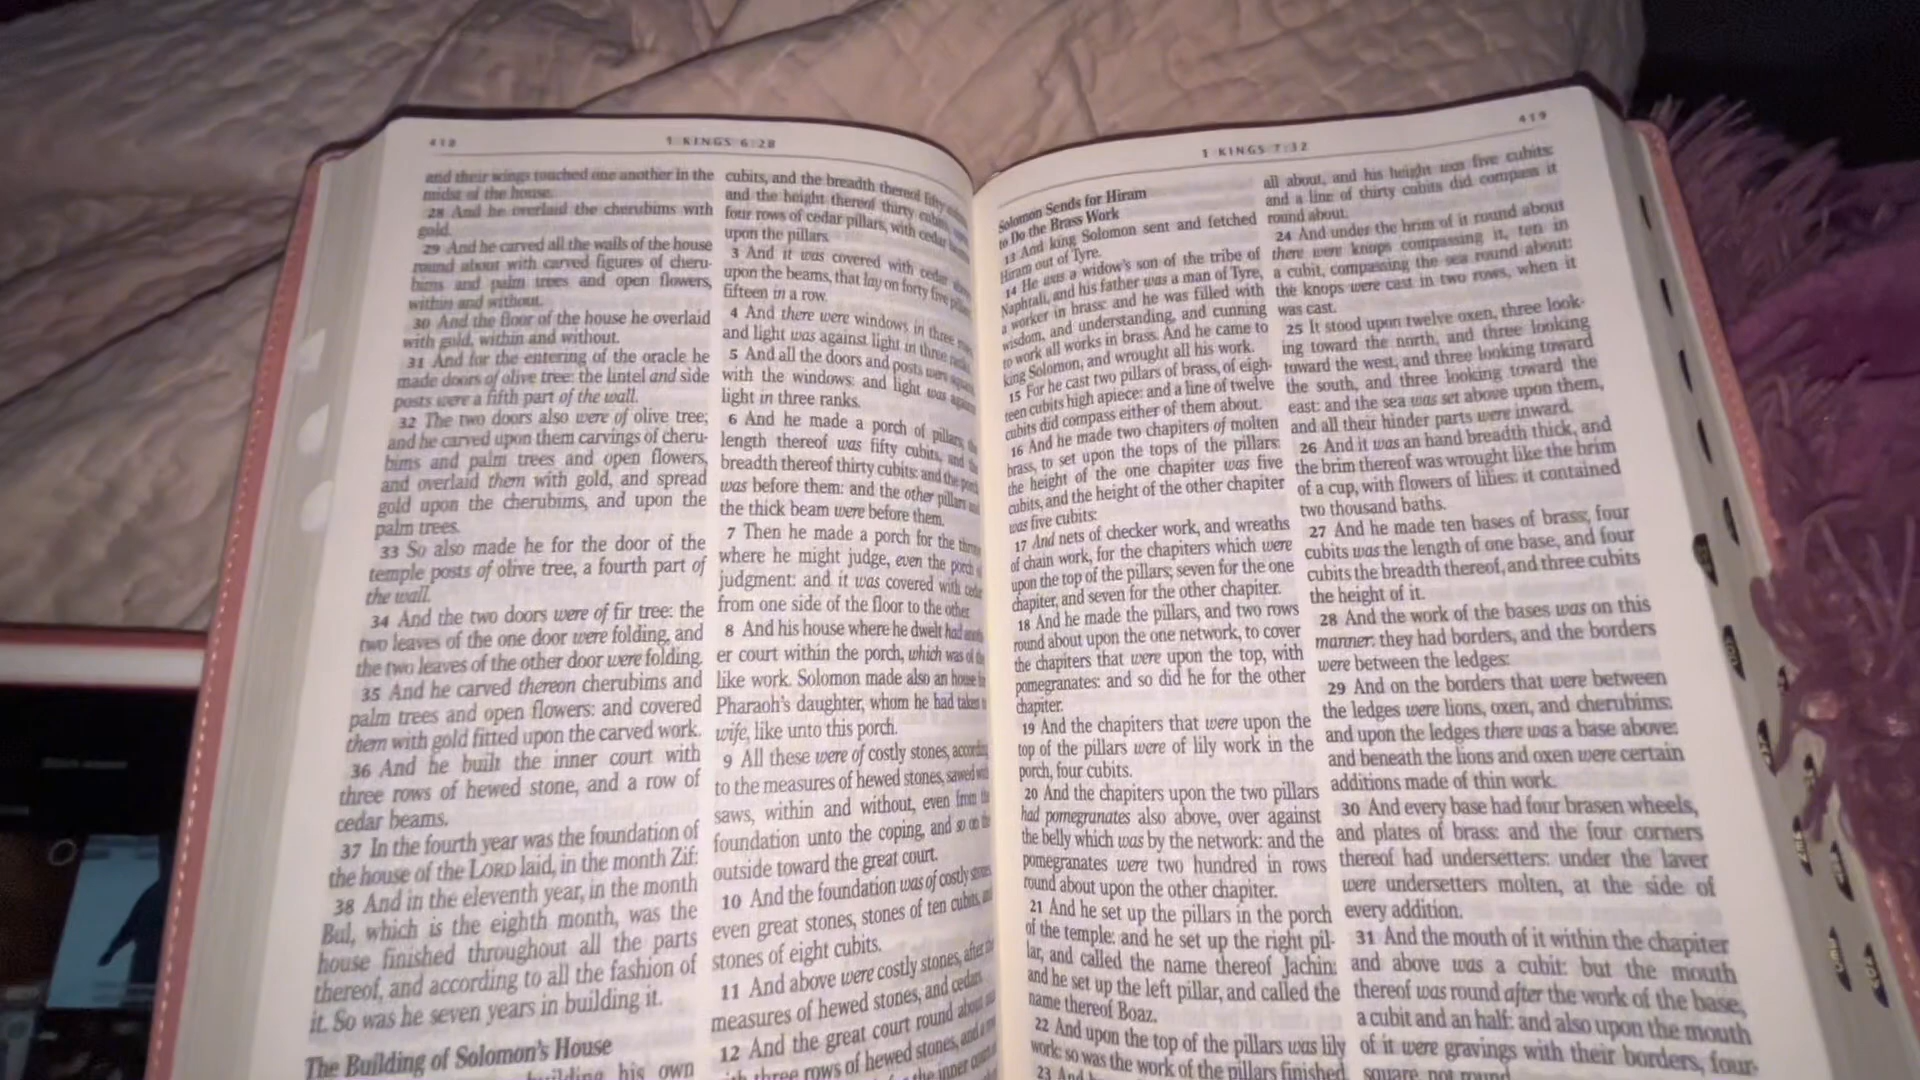 418
1 KINGS 6:28
and their wings touched one another in the
midst of the house.
28 And he overlaid the cherubims with
gold.
29 And he carved all the walls of the house
round about with carved figures of cheru-
bims and palm trees and open flowers,
within and without.
30 And the floor of the house he overlaid
with gold, within and without.
31 And for the entering of the oracle he
made doors of olive tree: the lintel and side
posts were a fifth part of the wall.
32 The two doors also were of olive tree;
and he carved upon them carvings of cheru-
bims and palm trees and open flowers,
and overlaid them with gold, and spread
gold upon the cherubims, and upon the
palm trees.
33 So also made he for the door of the
temple posts of olive tree, a fourth part of
the wall.
34 And the two doors were of fir tree: the
two leaves of the one door were folding, and
the two leaves of the other door were folding.
35 And he carved thereon cherubims and
palm trees and open flowers: and covered
them with gold fitted upon the carved work.
36 And he built the inner court with
three rows of hewed stone, and a row of
cedar beams.
37 In the fourth year was the foundation of
the house of the LORD laid, in the month Zif:
38 And in the eleventh year, in the month
Bul, which is the eighth month, was the
house finished throughout all the parts
thereof, and according to all the fashion of
it. So was he seven years in building it.
The Building of Solomon's House
building his own
cubits, and the breadth thereof fifty
and the height thereof thirty cubits,
four rows of cedar pillars, with cedar
upon the pillars.
3 And it was covered with cedar
upon the beams, that lay on forty five
fifteen in a row.
4 And there were windows in three
and light was against light in three
5 And all the doors and posts were
with the windows: and light was
light in three ranks.
6 And he made a porch of pillars; the
length thereof was fifty cubits, and the
breadth thereof thirty cubits: and the porch
was before them: and the other pillars and
the thick beam were before them.
7 Then he made a porch for the
where he might judge, even the porch of
judgment: and it was covered with
from one side of the floor to the other.
8 And his house where he dwelt had
er court within the porch, which was of the
like work. Solomon made also an house
Pharaoh's daughter, whom he had taken
wife, like unto this porch.
9 All these were of costly stones, according
to the measures of hewed stones, sawed
saws, within and without, even from the
foundation unto the coping, and so on the
outside toward the great court.
10 And the foundation was of costly stones,
even great stones, stones of ten cubits, and
stones of eight cubits.
11 And above were costly stones, after the
measures of hewed stones, and cedars.
12 And the great court round about
three rows of hewed stones, and a
the inner
419
1 KINGS 7:32
Solomon Sends for Hiram
to Do the Brass Work
13 And king Solomon sent and fetched
Hiram out of Tyre.
14 He was a widow's son of the tribe of
Naphtali, and his father was a man of Tyre,
a worker in brass: and he was filled with
wisdom, and understanding, and cunning
to work all works in brass. And he came to
king Solomon, and wrought all his work.
15 For he cast two pillars of brass, of eigh-
teen cubits high apiece: and a line of twelve
cubits did compass either of them about.
16 And he made two chapiters of molten
brass, to set upon the tops of the pillars:
the height of the one chapiter was five
cubits, and the height of the other chapiter
was five cubits:
17 And nets of checker work, and wreaths
of chain work, for the chapiters which were
upon the top of the pillars; seven for the one
chapiter, and seven for the other chapiter.
18 And he made the pillars, and two rows
round about upon the one network, to cover
the chapiters that were upon the top, with
pomegranates: and so did he for the other
chapiter.
19 And the chapiters that were upon the
top of the pillars were of lily work in the
porch, four cubits.
20 And the chapiters upon the two pillars
had pomegranates also above, over against
the belly which was by the network: and the
pomegranates were two hundred in rows
round about upon the other chapiter.
21 And he set up the pillars in the porch
of the temple: and he set up the right pil-
lar, and called the name thereof Jachin:
and he set up the left pillar, and called the
name thereof Boaz.
22 And upon the top of the pillars was lily
work: so was the work of the pillars finished.
23 And
all about, and his height was five cubits:
and a line of thirty cubits did compass it
round about.
24 And under the brim of it round about
there were knops compassing it, ten in
a cubit, compassing the sea round about:
the knops were cast in two rows, when it
was cast.
25 It stood upon twelve oxen, three look-
ing toward the north, and three looking
toward the west, and three looking toward
the south, and three looking toward the
east: and the sea was set above upon them,
and all their hinder parts were inward.
26 And it was an hand breadth thick, and
the brim thereof was wrought like the brim
of a cup, with flowers of lilies: it contained
two thousand baths.
27 And he made ten bases of brass; four
cubits was the length of one base, and four
cubits the breadth thereof, and three cubits
the height of it.
28 And the work of the bases was on this
manner: they had borders, and the borders
were between the ledges:
29 And on the borders that were between
the ledges were lions, oxen, and cherubims:
and upon the ledges there was a base above:
and beneath the lions and oxen were certain
additions made of thin work.
30 And every base had four brasen wheels,
and plates of brass: and the four corners
thereof had undersetters: under the laver
were undersetters molten, at the side of
every addition.
31 And the mouth of it within the chapiter
and above was a cubit: but the mouth
thereof was round after the work of the base,
a cubit and an half: and also upon the mouth
of it were gravings with their borders, four-
square, not round.